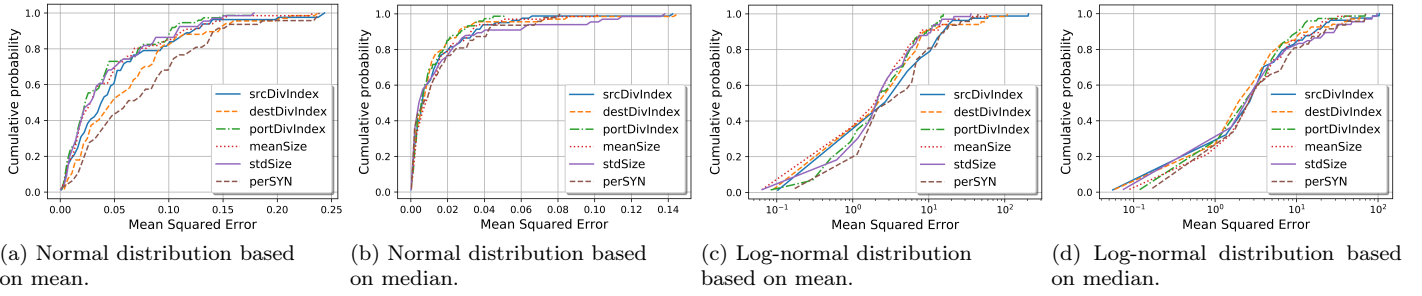 Cumulative probability
1.0
0.8
0.6
0.4
0.2
0.0
srcDivIndex
destDivIndex
portDivIndex
meanSize
stdSize
perSYN
0.00 0.05 0.10 0.15 0.20 0.25
Mean Squared Error
(a) Normal distribution based
on mean.
Cumulative probability
1.0
0.8
0.6
0.4
0.2
0.0
srcDivIndex
destDivIndex
portDivIndex
meanSize
stdSize
perSYN
0.00 0.02 0.04 0.06 0.08 0.10 0.12 0.14
Mean Squared Error
(b) Normal distribution based
on median.
Cumulative probability
1.0
0.8
0.6
0.4
0.2
0.0
srcDivIndex
destDivIndex
portDivIndex
meanSize
stdSize
perSYN
10⁻¹ 10⁰ 10¹ 10²
Mean Squared Error
(c) Log-normal distribution
based on mean.
Cumulative probability
1.0
0.8
0.6
0.4
0.2
0.0
srcDivIndex
destDivIndex
portDivIndex
meanSize
stdSize
perSYN
10⁻¹ 10⁰ 10¹ 10²
Mean Squared Error
(d) Log-normal distribution based
on median.